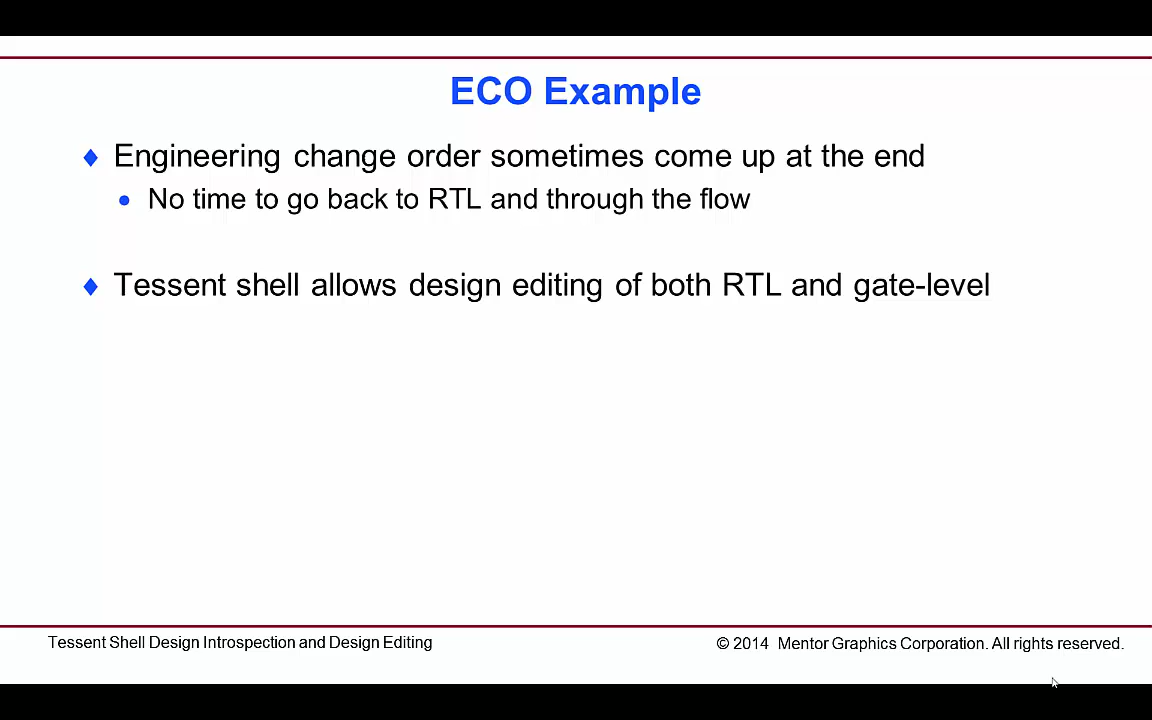 ECO Example
Engineering change order sometimes come up at the end
No time to go back to RTL and through the flow
Tessent shell allows design editing of both RTL and gate-level
Tessent Shell Design Introspection and Design Editing
© 2014 Mentor Graphics Corporation. All rights reserved.